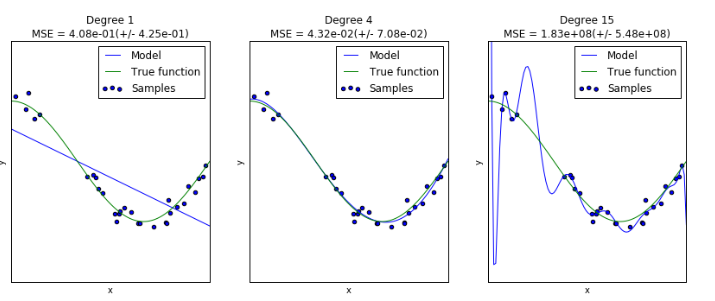 Degree 1
MSE = 4.08e-01(+/- 4.25e-01)
Model
True function
Samples
y
x
Degree 4
MSE = 4.32e-02(+/- 7.08e-02)
Model
True function
Samples
y
x
Degree 15
MSE = 1.83e+08(+/- 5.48e+08)
Model
True function
Samples
y
x